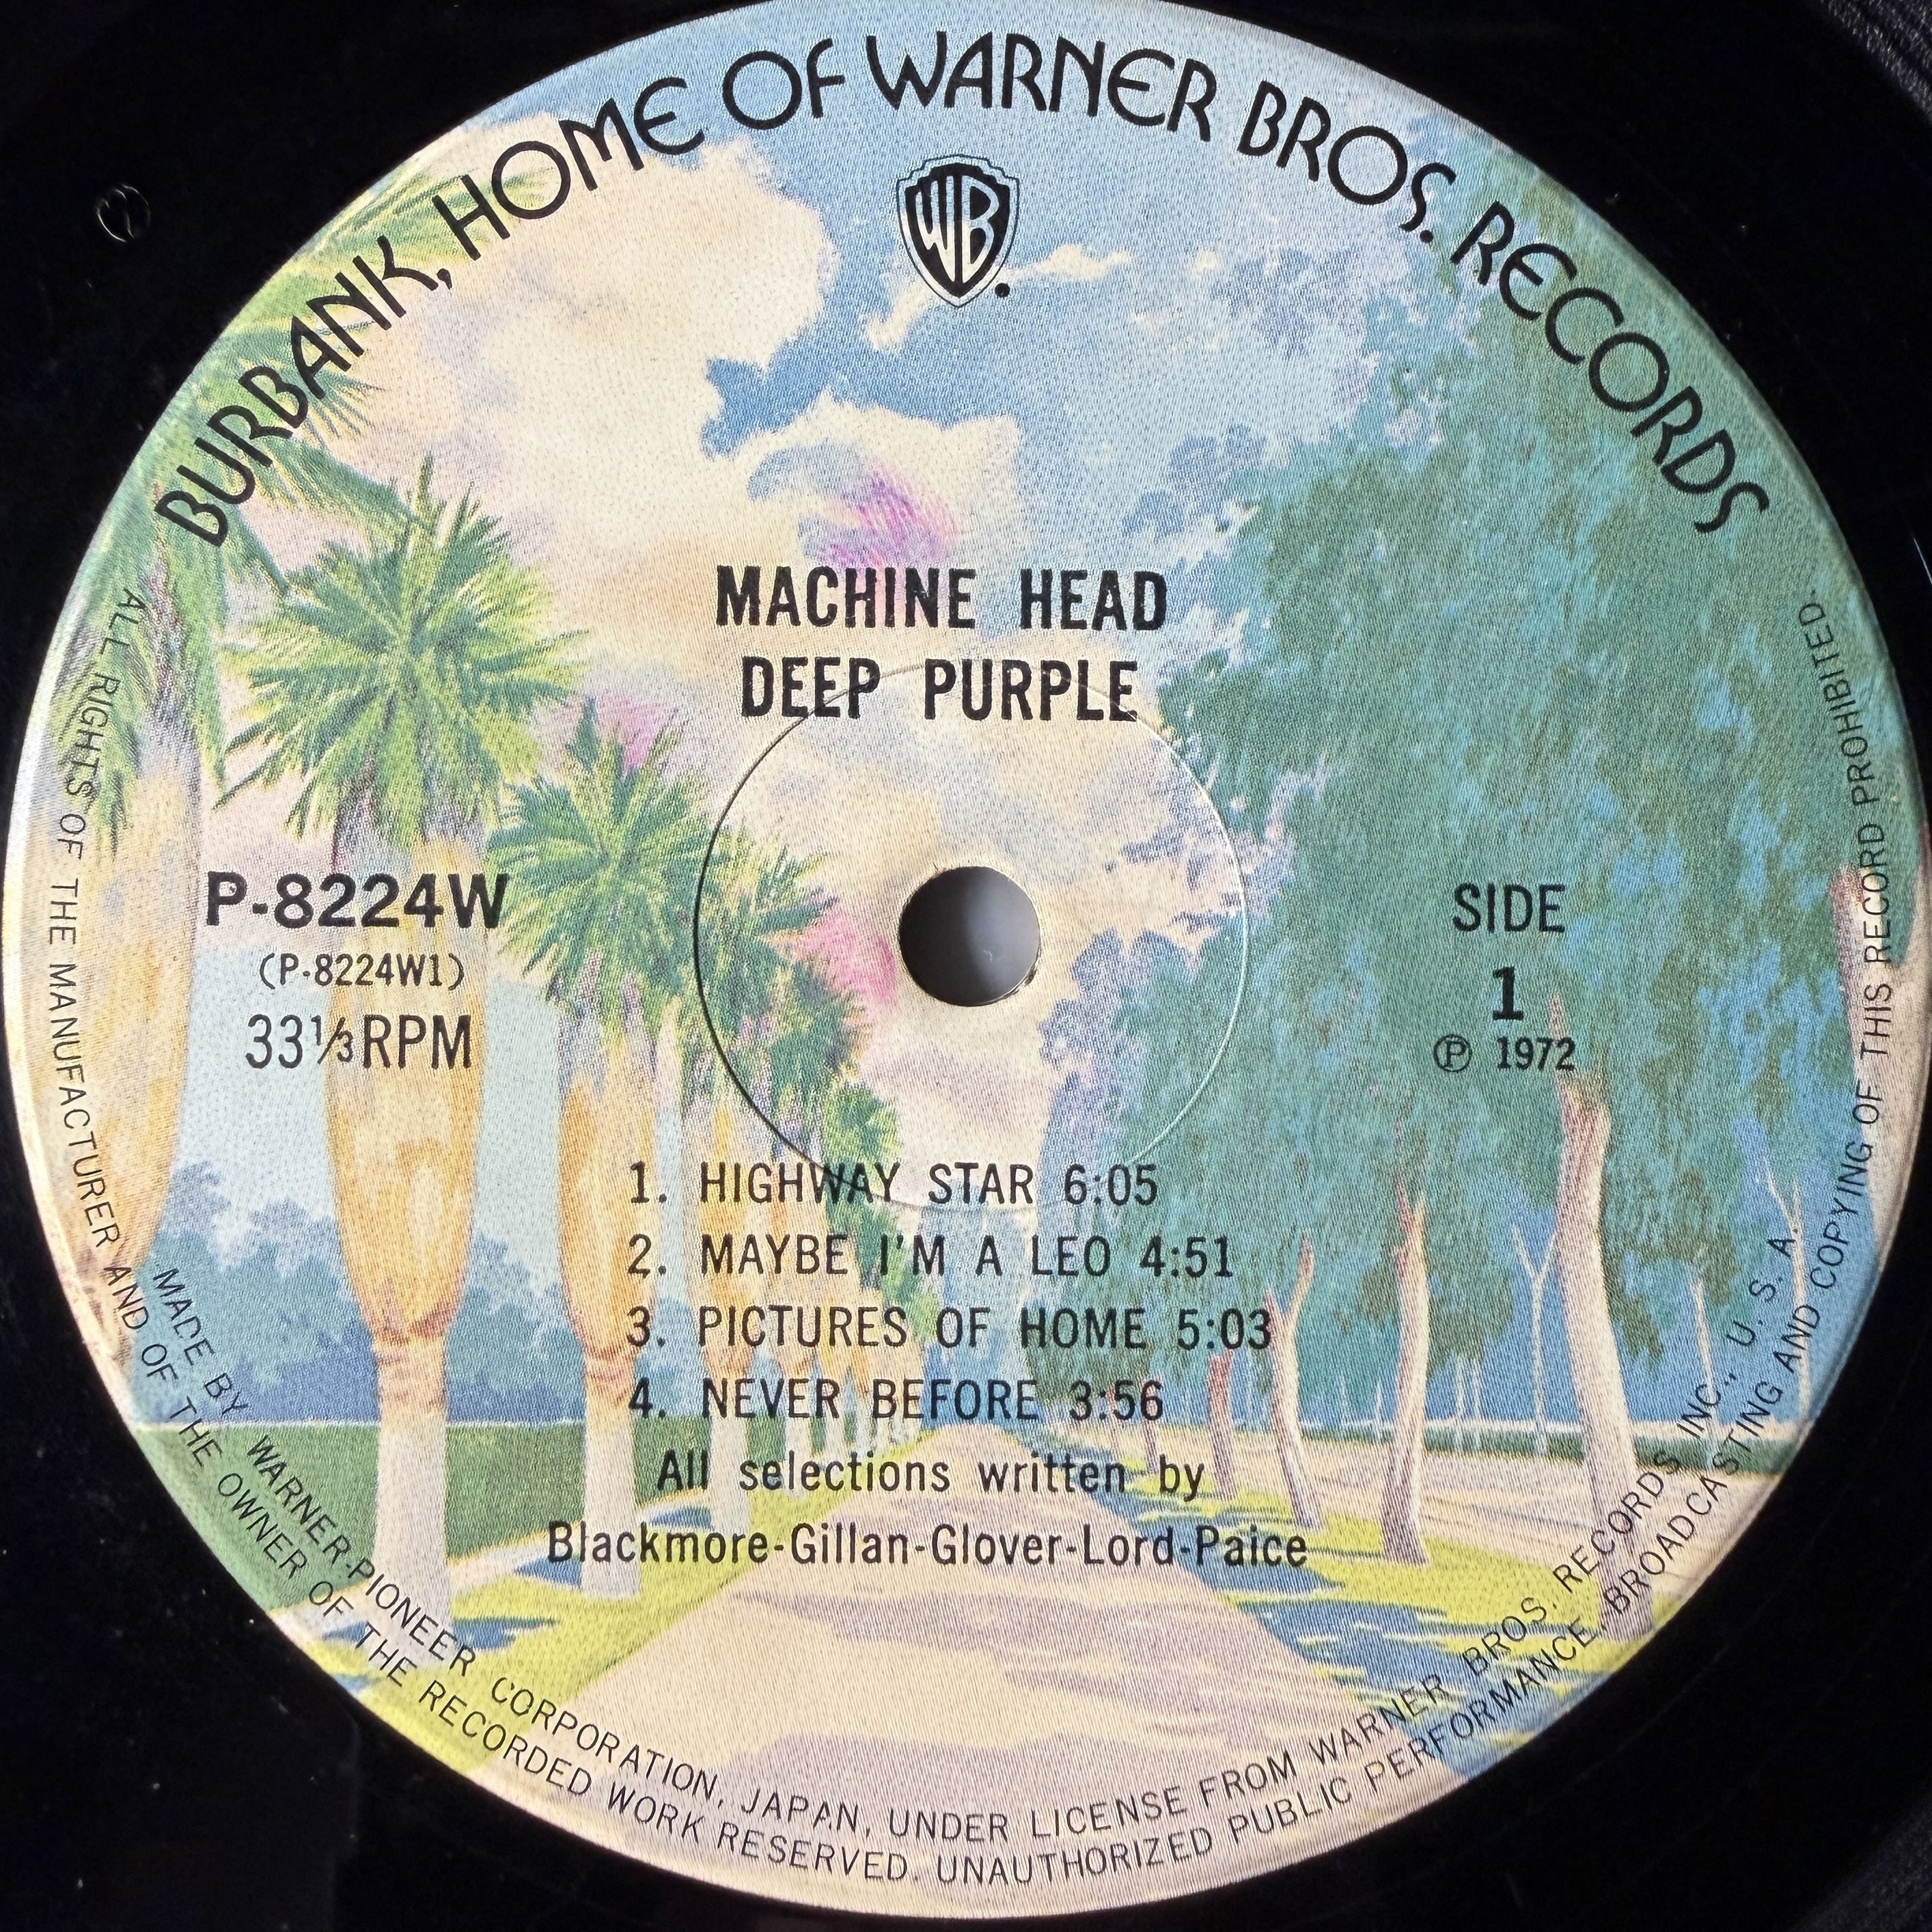 BURBANK, HOME OF WARNER BROS. RECORDS
WB
MACHINE HEAD
DEEP PURPLE
P-8224W
(P-8224W1)
33⅓RPM
SIDE
1
Ⓟ 1972
1. HIGHWAY STAR 6:05
2. MAYBE I'M A LEO 4:51
3. PICTURES OF HOME 5:03
4. NEVER BEFORE 3:56
All selections written by
Blackmore-Gillan-Glover-Lord-Paice
MADE BY WARNER-PIONEER CORPORATION, JAPAN, UNDER LICENSE FROM WARNER BROS. RECORDS INC., U. S. A.
ALL RIGHTS OF THE MANUFACTURER AND OF THE OWNER OF THE RECORDED WORK RESERVED. UNAUTHORIZED PUBLIC PERFORMANCE, BROADCASTING AND COPYING OF THIS RECORD PROHIBITED.